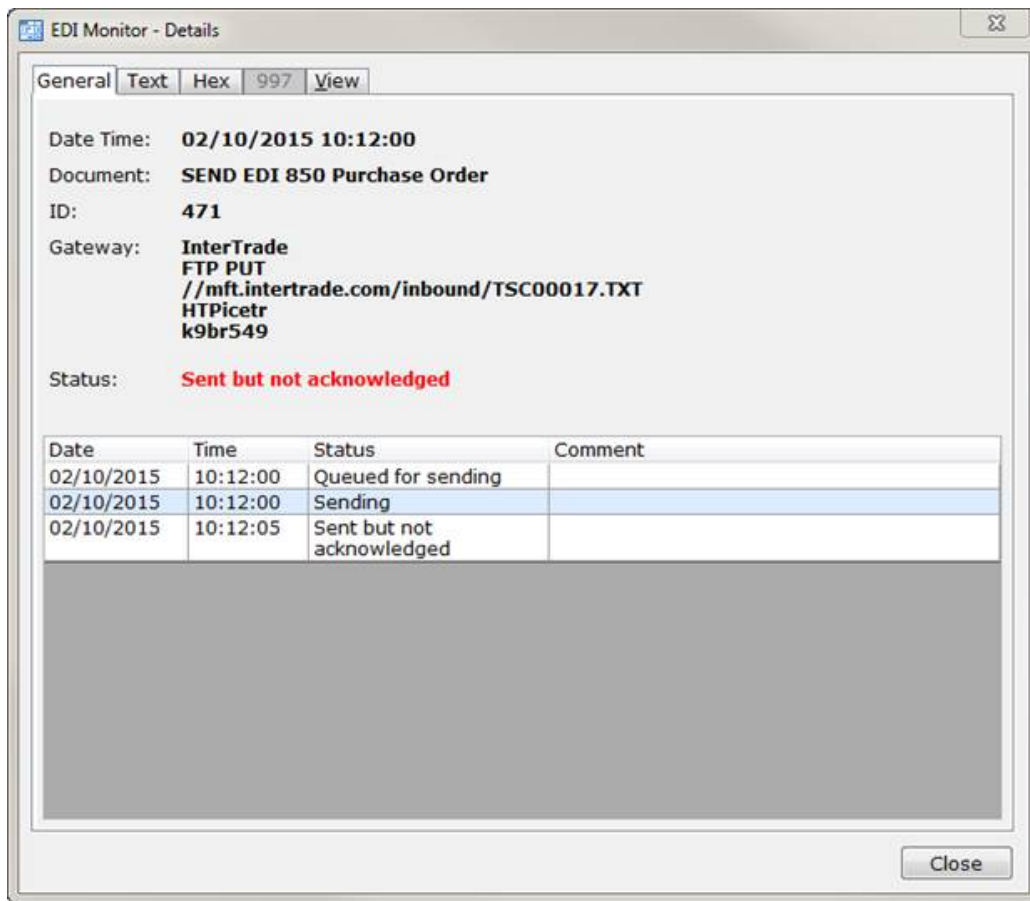 EDI Monitor - Details
General Text Hex 997 View
Date Time: 02/10/2015 10:12:00
Document: SEND EDI 850 Purchase Order
ID: 471
Gateway: InterTrade
FTP PUT
//mft.intertrade.com/inbound/TSC00017.TXT
HTPicetr
k9br549
Status: Sent but not acknowledged
Date Time Status Comment
02/10/2015 10:12:00 Queued for sending
02/10/2015 10:12:00 Sending
02/10/2015 10:12:05 Sent but not
acknowledged
Close